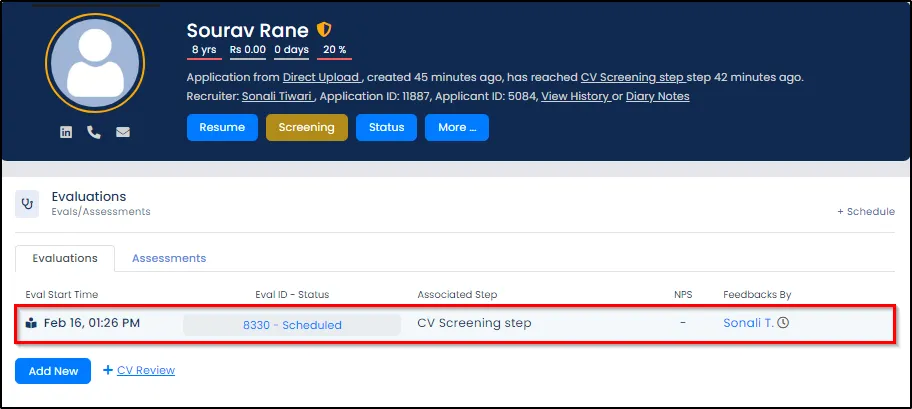 Sourav Rane
8 yrs Rs 0.00 0 days 20 %
Application from Direct Upload , created 45 minutes ago, has reached CV Screening step step 42 minutes ago.
Recruiter: Sonali Tiwari , Application ID: 11887, Applicant ID: 5084, View History or Diary Notes
Resume Screening Status More ...
Evaluations
Evals/Assessments
+ Schedule
Evaluations Assessments
Eval Start Time Eval ID - Status Associated Step NPS Feedbacks By
Feb 16, 01:26 PM 8330 - Scheduled CV Screening step - Sonali T.
Add New + CV Review